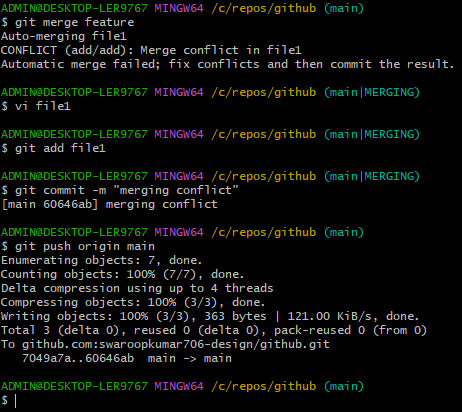 ADMIN@DESKTOP-LER9767 MINGW64 /c/repos/github (main)
$ git merge feature
Auto-merging file1
CONFLICT (add/add): Merge conflict in file1
Automatic merge failed; fix conflicts and then commit the result.
ADMIN@DESKTOP-LER9767 MINGW64 /c/repos/github (main|MERGING)
$ vi file1
ADMIN@DESKTOP-LER9767 MINGW64 /c/repos/github (main|MERGING)
$ git add file1
ADMIN@DESKTOP-LER9767 MINGW64 /c/repos/github (main|MERGING)
$ git commit -m "merging conflict"
[main 60646ab] merging conflict
ADMIN@DESKTOP-LER9767 MINGW64 /c/repos/github (main)
$ git push origin main
Enumerating objects: 7, done.
Counting objects: 100% (7/7), done.
Delta compression using up to 4 threads
Compressing objects: 100% (3/3), done.
Writing objects: 100% (3/3), 363 bytes | 121.00 KiB/s, done.
Total 3 (delta 0), reused 0 (delta 0), pack-reused 0 (from 0)
To github.com:swaroopkumar706-design/github.git
   7049a7a..60646ab  main -> main
ADMIN@DESKTOP-LER9767 MINGW64 /c/repos/github (main)
$